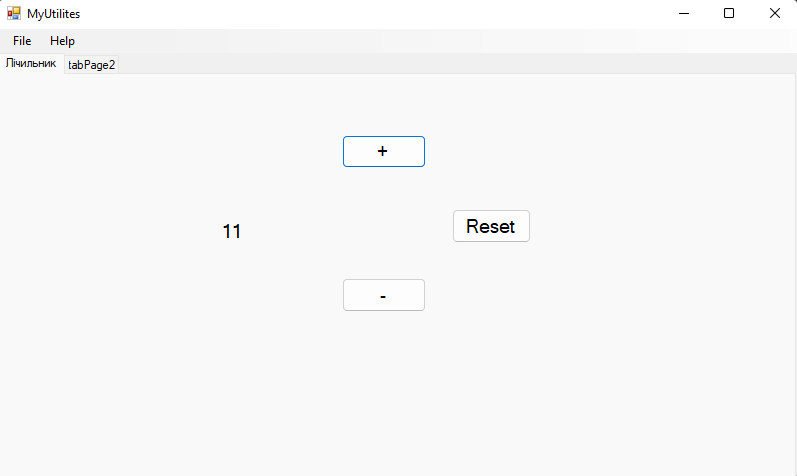 MyUtilites
File Help
Лічильник tabPage2
+
11
Reset
-